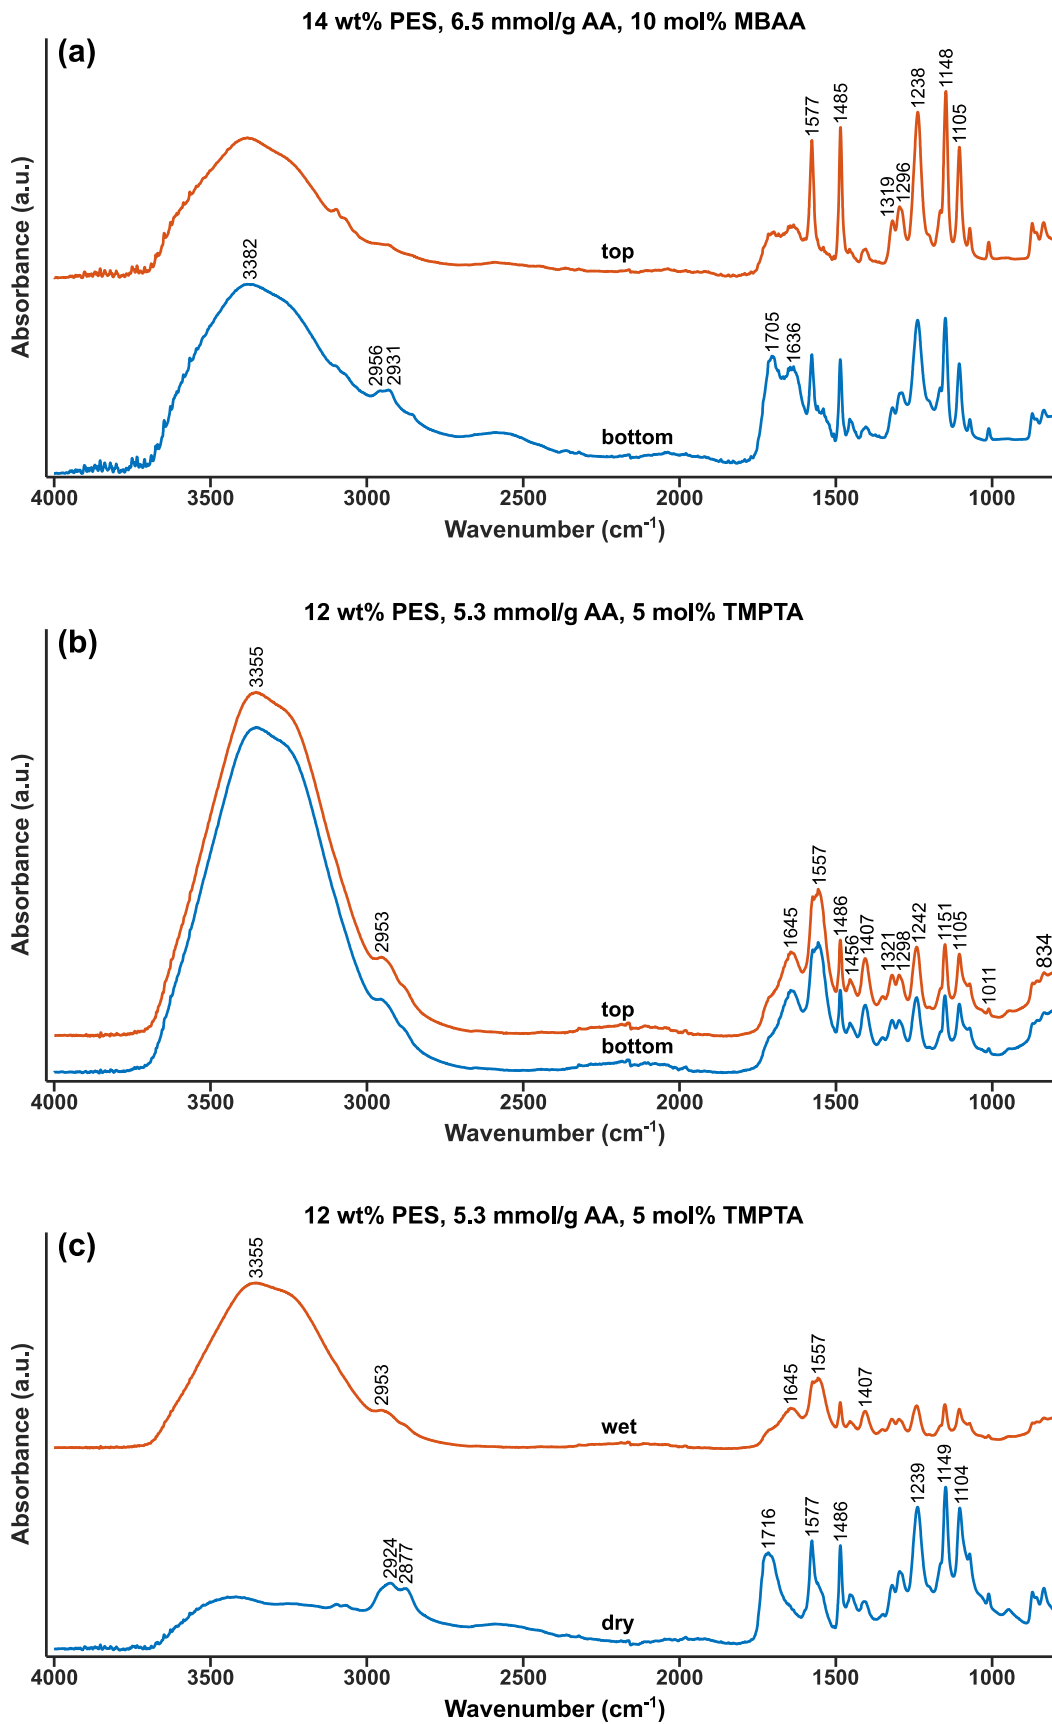 14 wt% PES, 6.5 mmol/g AA, 10 mol% MBAA
(a)
Absorbance (a.u.)
1577
1485
1319
1296
1238
1148
1105
top
3382
2956
2931
1705
1636
bottom
4000 3500 3000 2500 2000 1500 1000
Wavenumber (cm-1)
12 wt% PES, 5.3 mmol/g AA, 5 mol% TMPTA
(b)
Absorbance (a.u.)
3355
2953
1645
1557
1486
1456
1407
1321
1298
1242
1151
1105
1011
834
top
bottom
4000 3500 3000 2500 2000 1500 1000
Wavenumber (cm-1)
12 wt% PES, 5.3 mmol/g AA, 5 mol% TMPTA
(c)
Absorbance (a.u.)
3355
2953
1645
1557
1407
wet
2924
2877
1716
1577
1486
1239
1149
1104
dry
4000 3500 3000 2500 2000 1500 1000
Wavenumber (cm-1)